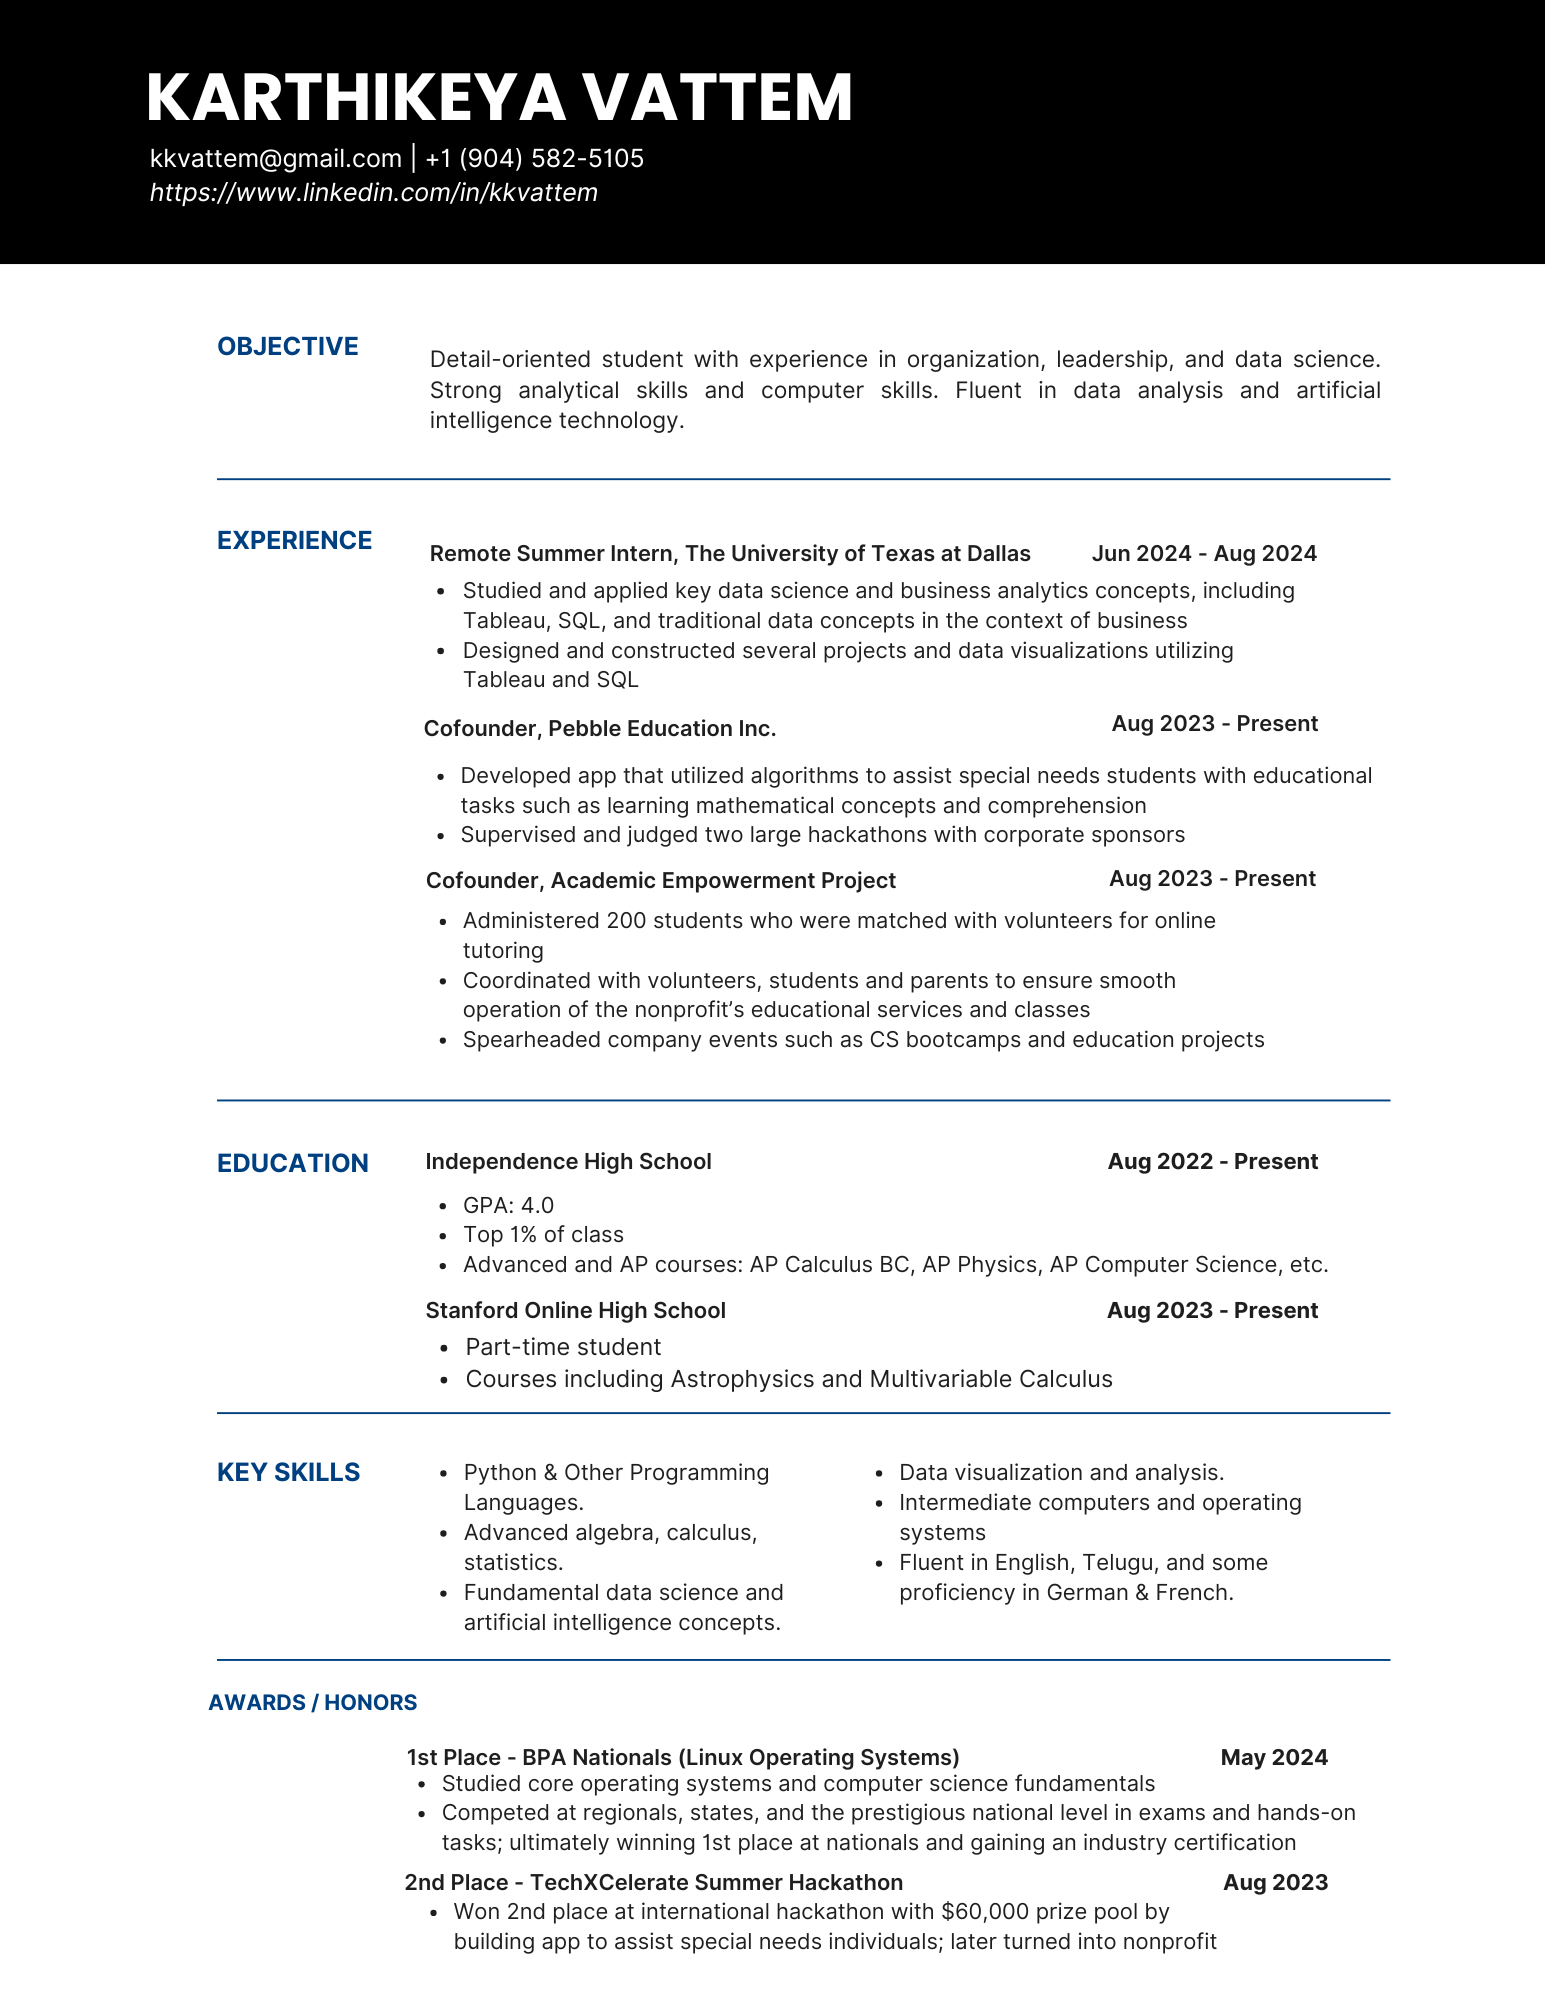 KARTHIKEYA VATTEM
kkvattem@gmail.com | +1 (904) 582-5105
https://www.linkedin.com/in/kkvattem
OBJECTIVE
Detail-oriented student with experience in organization, leadership, and data science.
Strong analytical skills and computer skills. Fluent in data analysis and artificial
intelligence technology.
EXPERIENCE
Remote Summer Intern, The University of Texas at Dallas Jun 2024 - Aug 2024
• Studied and applied key data science and business analytics concepts, including
Tableau, SQL, and traditional data concepts in the context of business
• Designed and constructed several projects and data visualizations utilizing
Tableau and SQL
Cofounder, Pebble Education Inc. Aug 2023 - Present
• Developed app that utilized algorithms to assist special needs students with educational
tasks such as learning mathematical concepts and comprehension
• Supervised and judged two large hackathons with corporate sponsors
Cofounder, Academic Empowerment Project Aug 2023 - Present
• Administered 200 students who were matched with volunteers for online
tutoring
• Coordinated with volunteers, students and parents to ensure smooth
operation of the nonprofit’s educational services and classes
• Spearheaded company events such as CS bootcamps and education projects
EDUCATION
Independence High School Aug 2022 - Present
• GPA: 4.0
• Top 1% of class
• Advanced and AP courses: AP Calculus BC, AP Physics, AP Computer Science, etc.
Stanford Online High School Aug 2023 - Present
• Part-time student
• Courses including Astrophysics and Multivariable Calculus
KEY SKILLS
• Python & Other Programming
Languages.
• Advanced algebra, calculus,
statistics.
• Fundamental data science and
artificial intelligence concepts.
• Data visualization and analysis.
• Intermediate computers and operating
systems
• Fluent in English, Telugu, and some
proficiency in German & French.
AWARDS / HONORS
1st Place - BPA Nationals (Linux Operating Systems) May 2024
• Studied core operating systems and computer science fundamentals
• Competed at regionals, states, and the prestigious national level in exams and hands-on
tasks; ultimately winning 1st place at nationals and gaining an industry certification
2nd Place - TechXCelerate Summer Hackathon Aug 2023
• Won 2nd place at international hackathon with $60,000 prize pool by
building app to assist special needs individuals; later turned into nonprofit